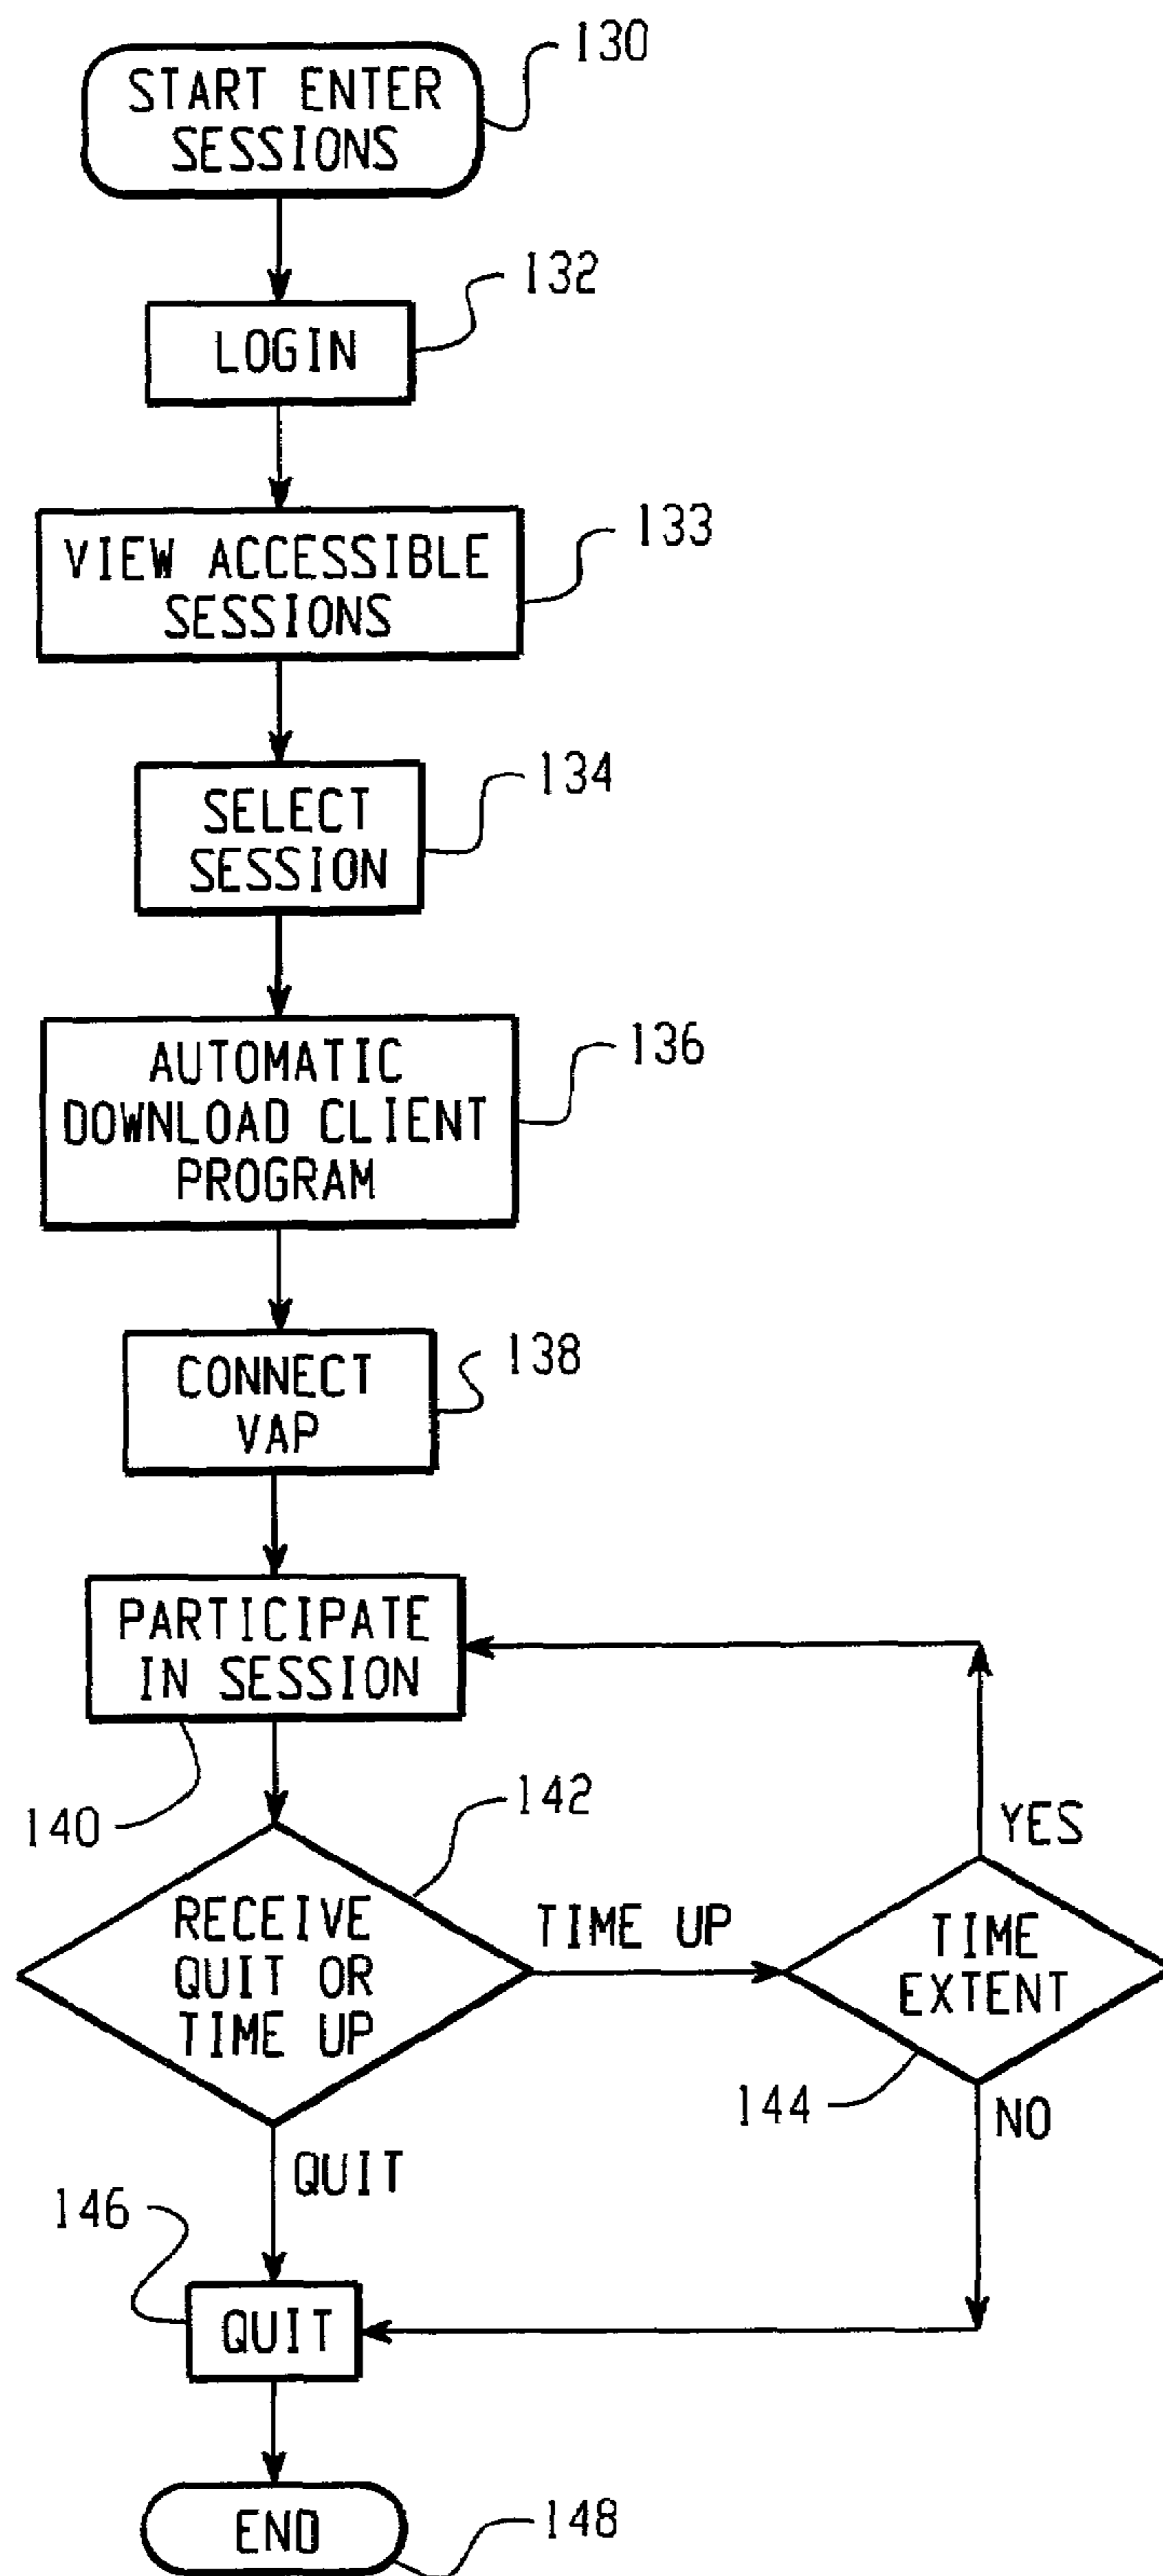 130
START ENTER
SESSIONS
132
LOGIN
133
VIEW ACCESSIBLE
SESSIONS
134
SELECT
SESSION
136
AUTOMATIC
DOWNLOAD CLIENT
PROGRAM
138
CONNECT
VAP
PARTICIPATE
IN SESSION
140
142
RECEIVE
QUIT OR
TIME UP
TIME UP
YES
TIME
EXTENT
144
NO
QUIT
146
QUIT
END
148